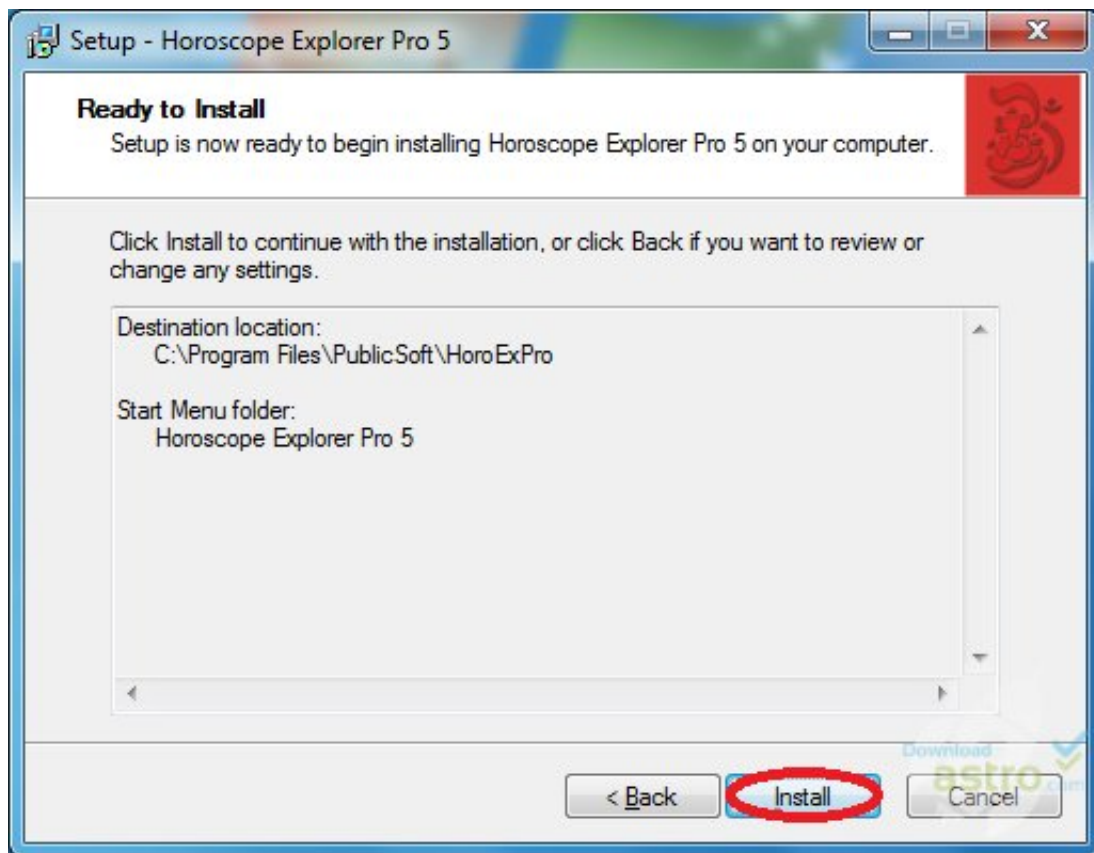 Setup - Horoscope Explorer Pro 5
Ready to Install
Setup is now ready to begin installing Horoscope Explorer Pro 5 on your computer.
Click Install to continue with the installation, or click Back if you want to review or
change any settings.
Destination location:
C:\Program Files\PublicSoft\HoroExPro
Start Menu folder:
Horoscope Explorer Pro 5
Download
astro.com
< Back
Install
Cancel